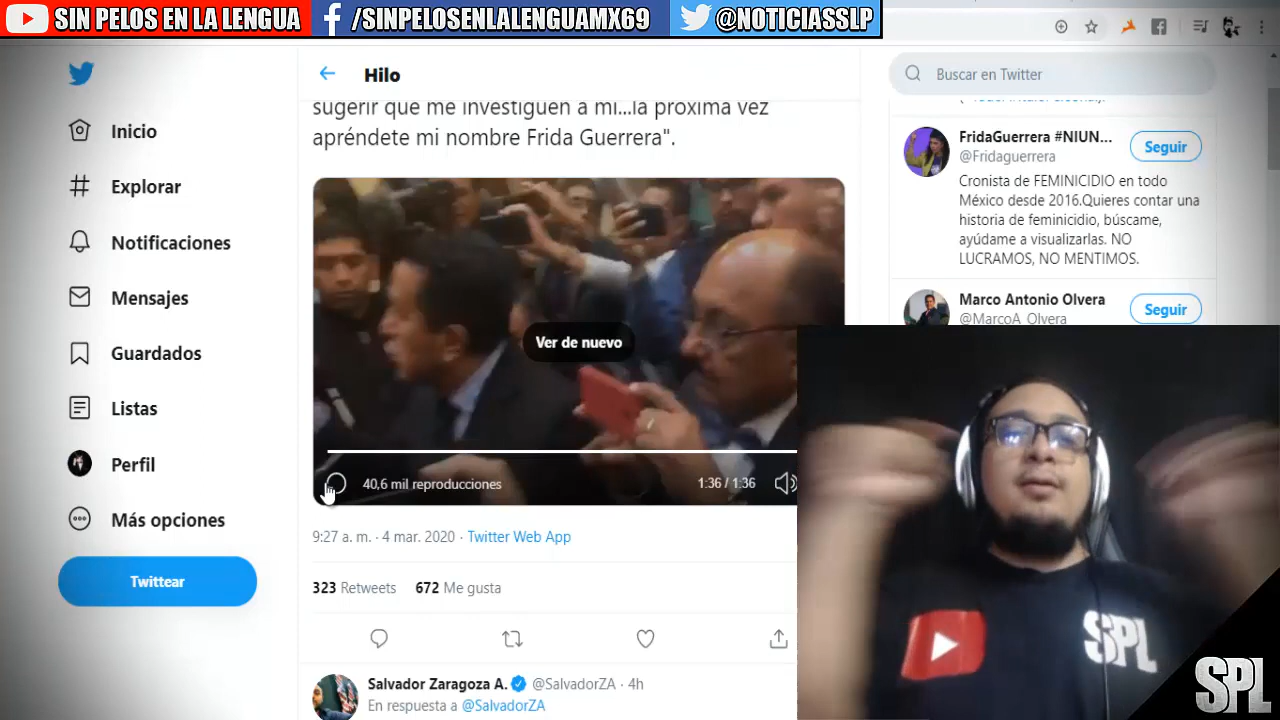 SIN PELOS EN LA LENGUA
/SINPELOSENLALENGUAMX69
@NOTICIASSLP
Hilo
sugerir que me investiguen a mí...la próxima vez
apréndete mi nombre Frida Guerrera".
Inicio
Explorar
Notificaciones
Mensajes
Guardados
Listas
Perfil
Más opciones
Twittear
Ver de nuevo
40,6 mil reproducciones
1:36 / 1:36
9:27 a. m. · 4 mar. 2020 · Twitter Web App
323 Retweets 672 Me gusta
Salvador Zaragoza A. @SalvadorZA · 4h
En respuesta a @SalvadorZA
Buscar en Twitter
FridaGuerrera #NIUN...
@Fridaguerrera
Seguir
Cronista de FEMINICIDIO en todo
México desde 2016.Quieres contar una
historia de feminicidio, búscame,
ayúdame a visualizarlas. NO
LUCRAMOS, NO MENTIMOS.
Marco Antonio Olvera
@MarcoA_Olvera
Seguir
SPL
SPL